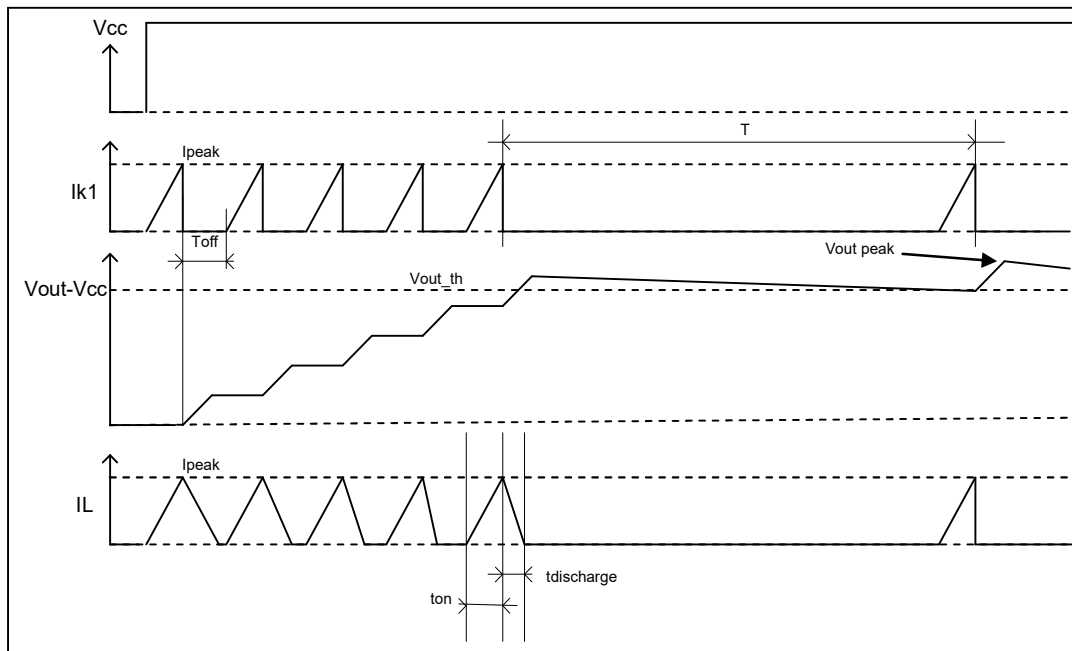 Vcc
T
Ipeak
Ik1
Toff
Vout peak
Vout_th
Vout-Vcc
Ipeak
IL
tdischarge
ton